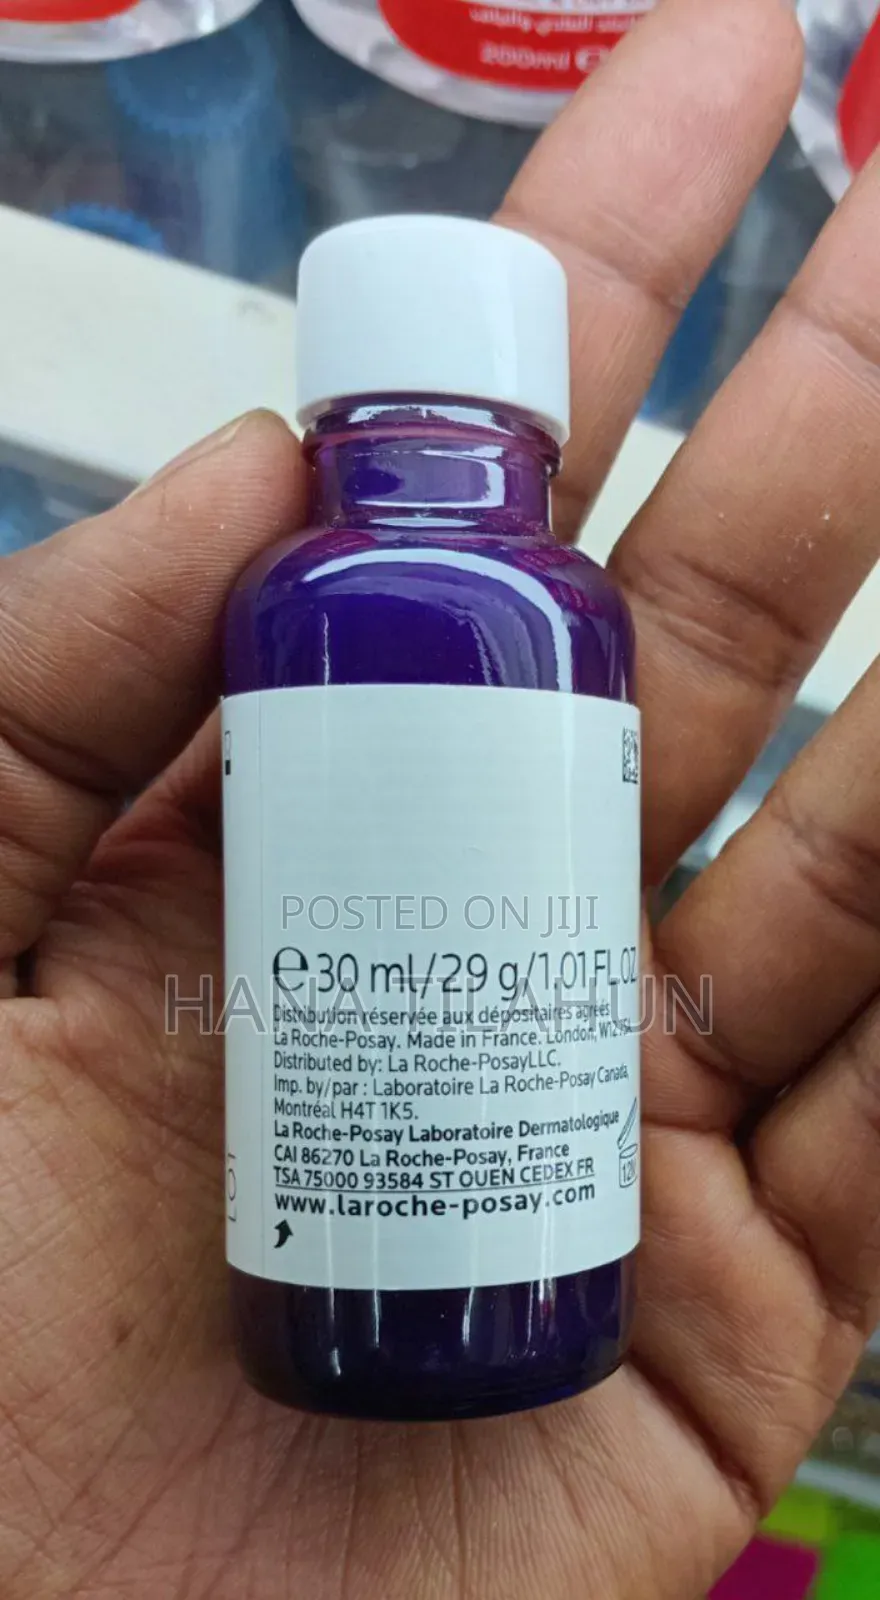 200ml
POSTED ON JIJI
℮30 ml/29 g/1.01 FL.OZ
HANA TILAHUN
Distribution réservée aux dépositaires agréés
La Roche-Posay. Made in France. London, W12
Distributed by: La Roche-PosayLLC.
Imp. by/par : Laboratoire La Roche-Posay Canada,
Montréal H4T 1K5.
La Roche-Posay Laboratoire Dermatologique
CAI 86270 La Roche-Posay, France
TSA 75000 93584 ST OUEN CEDEX FR
www.laroche-posay.com